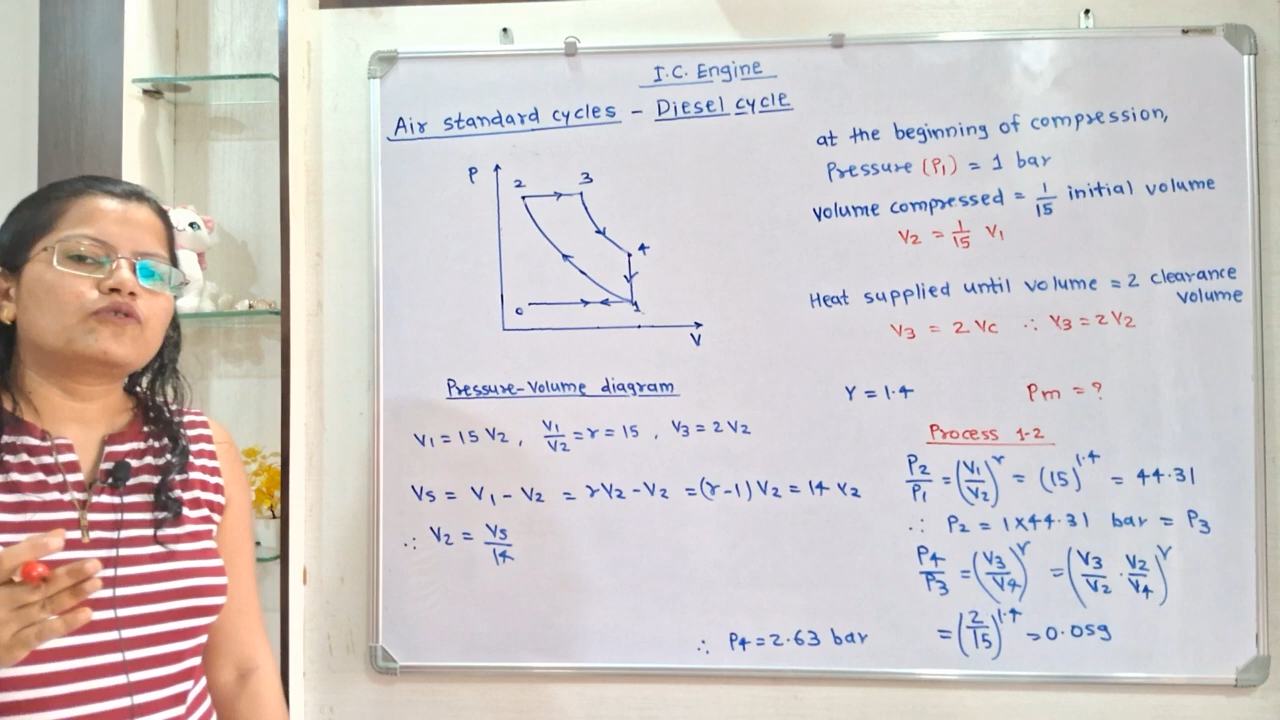 I.C. Engine
Air standard cycles - Diesel cycle
P
2
3
4
0
1
V
Pressure-Volume diagram
V1 = 15 V2 , V1/V2 = r = 15 , V3 = 2 V2
Vs = V1 - V2 = rV2 - V2 = (r-1) V2 = 14 V2
∴ V2 = Vs/14
at the beginning of compression,
Pressure (P1) = 1 bar
Volume compressed = 1/15 initial volume
V2 = 1/15 V1
Heat supplied until volume = 2 clearance
volume
V3 = 2 Vc ∴ V3 = 2 V2
γ = 1.4 Pm = ?
Process 1-2
P2/P1 = (V1/V2)^γ = (15)^1.4 = 44.31
∴ P2 = 1 X 44.31 bar = P3
P4/P3 = (V3/V4)^γ = (V3/V2 . V2/V4)^γ
= (2/15)^1.4 = 0.059
∴ P4 = 2.63 bar